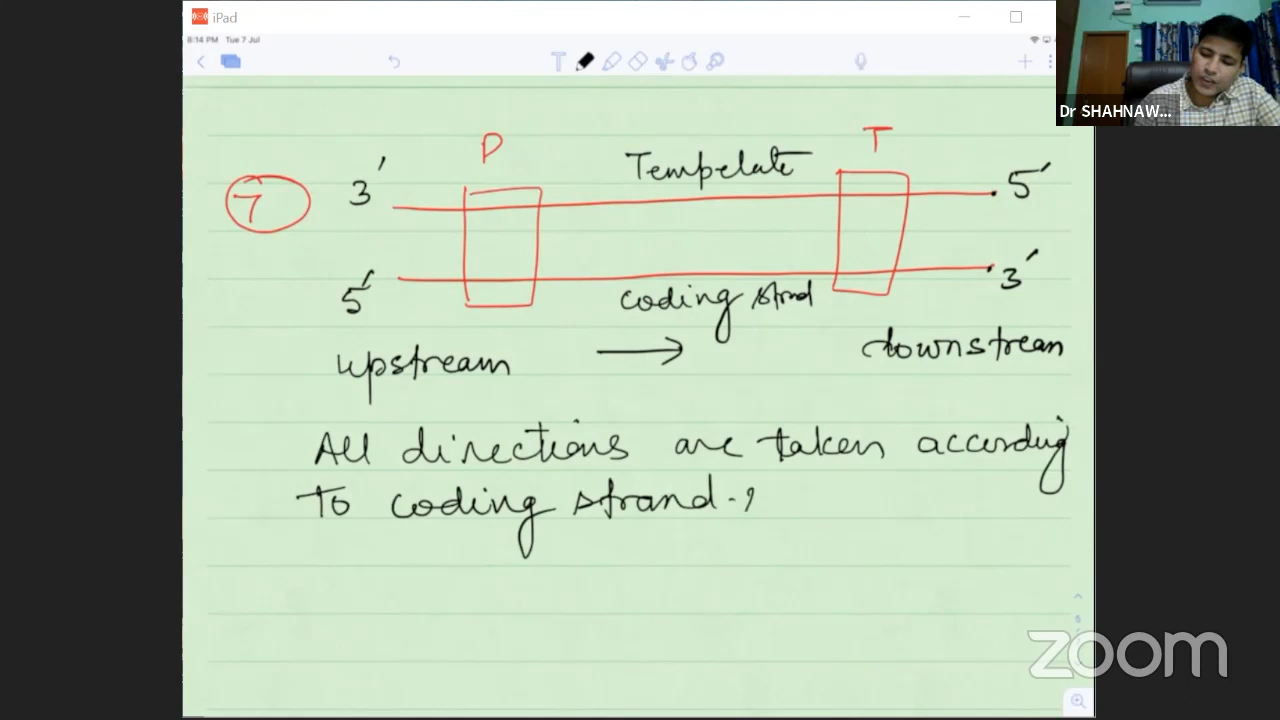 iPad
8:14 PM Tue 7 Jul
Dr SHAHNAW...
P
T
Tempelate
7
3'
5'
5'
3'
coding strand
upstream → downstream
All directions are taken according
To coding strand.
zoom